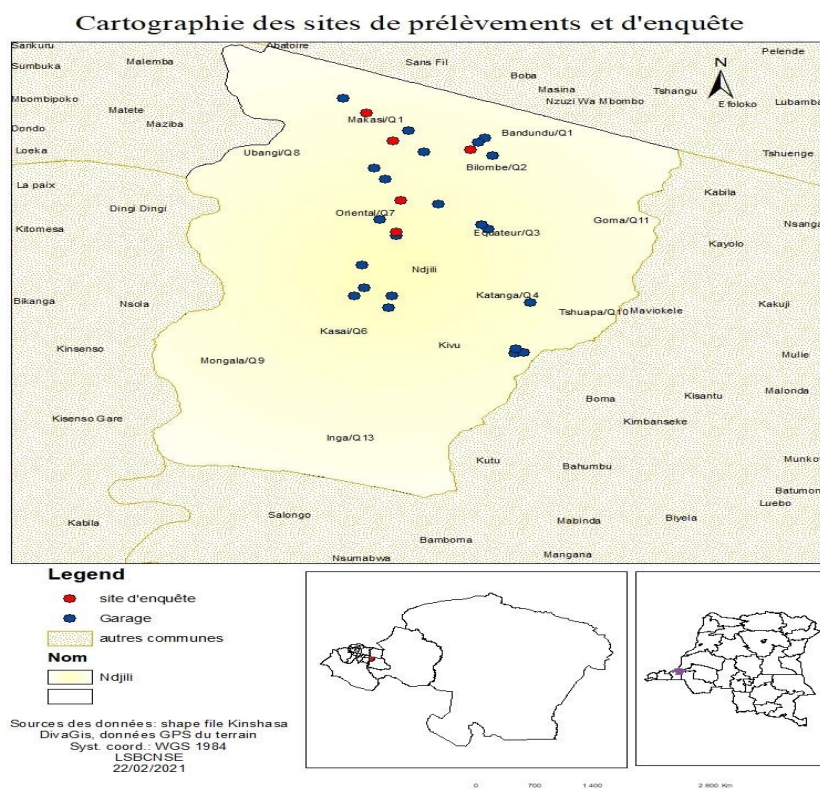 Cartographie des sites de prélèvements et d'enquête
Sankuru
Abatoire
Pelende
Sumbuka
Malemba
Sans Fil
N
Boba
Masina
Tshangu
Mbombipoko
Nzuzi Wa Mbombo
Efoloko
Lubamba
Matete
Makasi/Q1
Dondo
Maziba
Bandundu/Q1
Loeka
Ubangi/Q8
Bilombe/Q2
Tshuenge
La paix
Kabila
Dingi Dingi
Oriental/Q7
Goma/Q11
Kitomesa
Equateur/Q3
Nsanga
Kayolo
Ndjili
Bikanga
Nsola
Katanga/Q4
Tshuapa/Q10
Maviokele
Kakuji
Kasai/Q6
Kinsenso
Kivu
Mongala/Q9
Mulie
Boma
Kisantu
Malonda
Kisenso Gare
Kimbanseke
Inga/Q13
Kutu
Bahumbu
Munkov
Batumon
Luebo
Kabila
Salongo
Mabinda
Biyela
Bamboma
Nsumabwa
Mangana
Legend
site d'enquête
Garage
autres communes
Nom
Ndjili
Sources des données: shape file Kinshasa
DivaGis, données GPS du terrain
Syst. coord.: WGS 1984
LSBCNSE
22/02/2021
0 700 1 400 2 800 Km